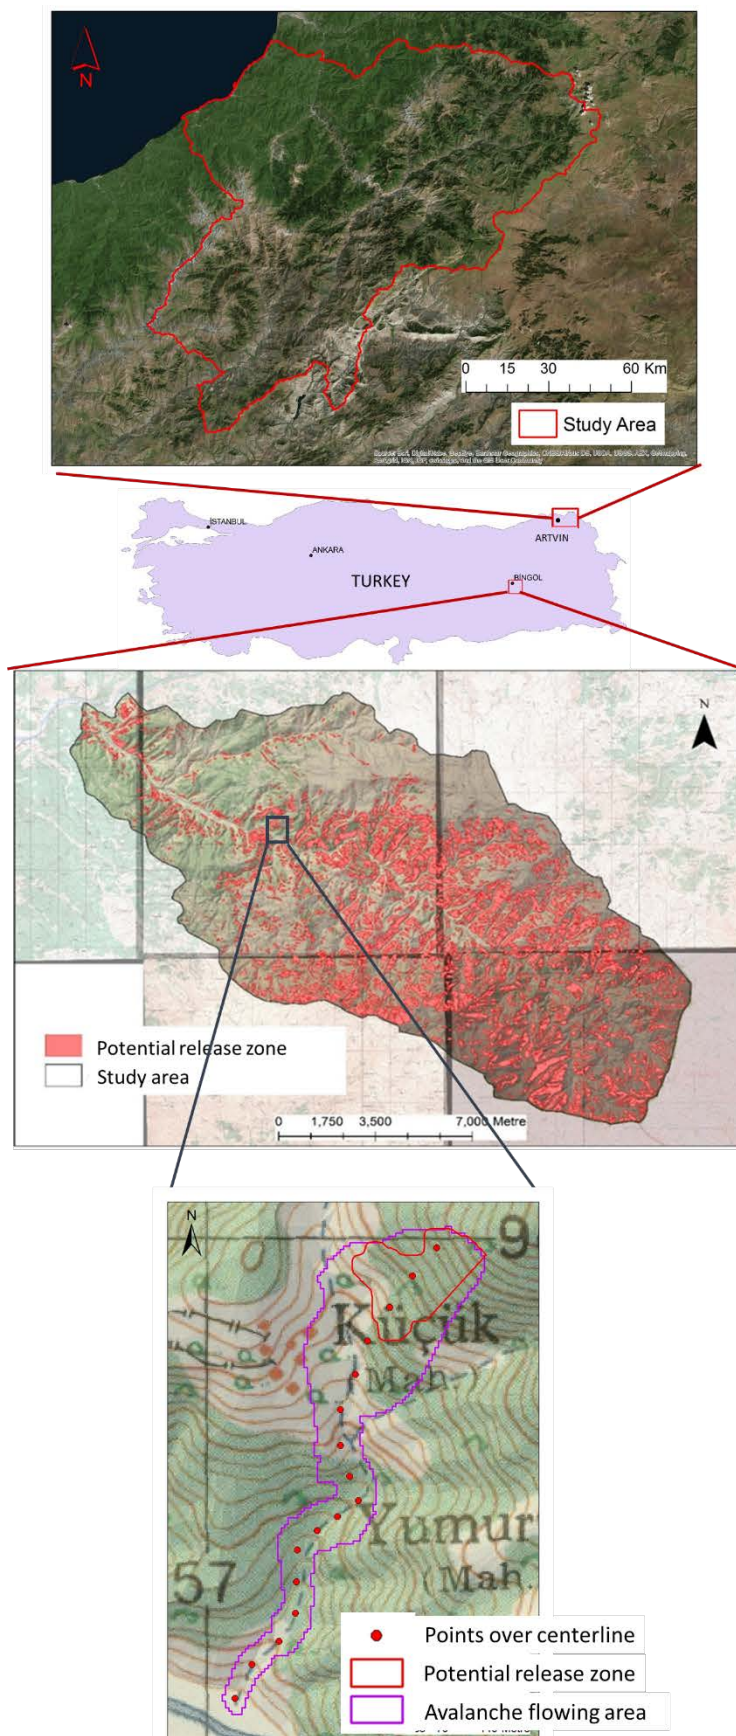 N
0 15 30 60 Km
Study Area
İSTANBUL
ANKARA
ARTVIN
TURKEY
BINGOL
N
Potential release zone
Study area
0 1,750 3,500 7,000 Metre
N
9
Küçük
(Mah.)
Yumur
57
(Mah.
Points over centerline
Potential release zone
Avalanche flowing area